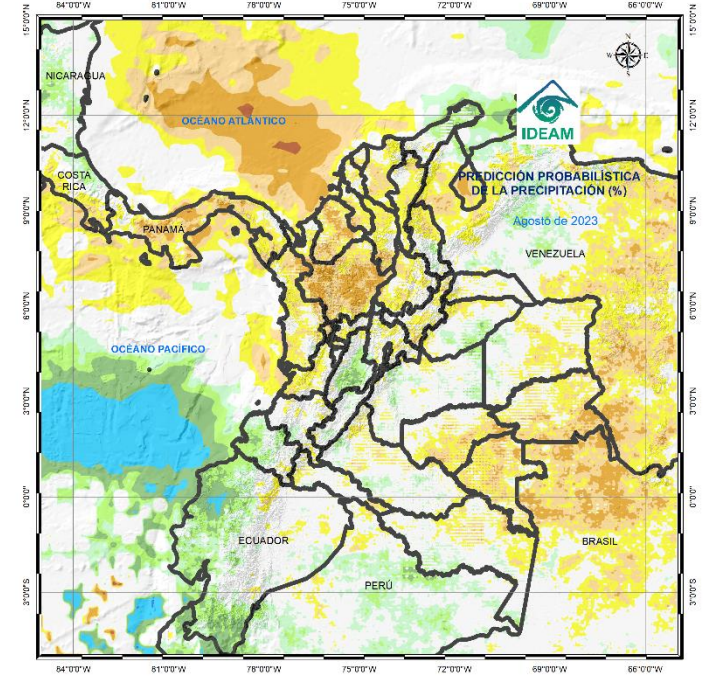 84°0'0"W 81°0'0"W 78°0'0"W 75°0'0"W 72°0'0"W 69°0'0"W 66°0'0"W
15°0'0"N
15°0'0"N
N
W E
S
NICARAGUA
12°0'0"N
OCÉANO ATLÁNTICO
12°0'0"N
IDEAM
COSTA
RICA
PREDICCIÓN PROBABILÍSTICA
DE LA PRECIPITACIÓN (%)
9°0'0"N
9°0'0"N
Agosto de 2023
PANAMÁ
VENEZUELA
6°0'0"N
6°0'0"N
OCÉANO PACÍFICO
3°0'0"N
3°0'0"N
0°0'0"
0°0'0"
ECUADOR
BRASIL
PERÚ
3°0'0"S
3°0'0"S
84°0'0"W 81°0'0"W 78°0'0"W 75°0'0"W 72°0'0"W 69°0'0"W 66°0'0"W